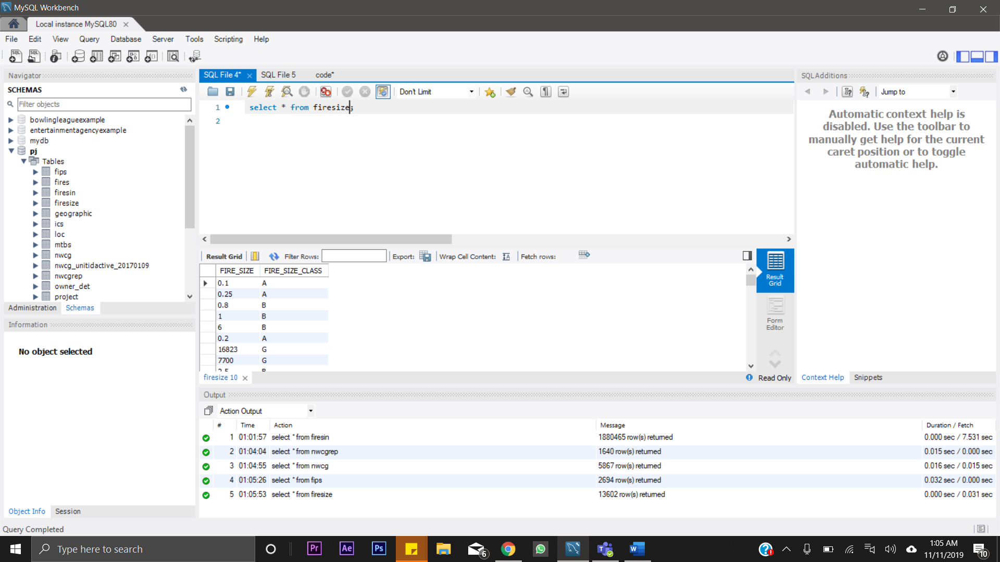 MySQL Workbench
Local instance MySQL80
File Edit View Query Database Server Tools Scripting Help
Navigator
SCHEMAS
Filter objects
bowlingleagueexample
entertainmentagencyexample
mydb
pj
Tables
fips
fires
firesin
firesize
geographic
ics
loc
mtbs
nwcg
nwcg_unitidactive_20170109
nwcgrep
owner_det
project
Administration Schemas
Information
No object selected
Object Info Session
Query Completed
SQL File 4* SQL File 5 code*
Don't Limit
1 select * from firesize;
2
Result Grid Filter Rows: Export: Wrap Cell Content: Fetch rows:
FIRE_SIZE FIRE_SIZE_CLASS
0.1 A
0.25 A
0.8 B
1 B
6 B
0.2 A
16823 G
7700 G
Result Grid
Form Editor
firesize 10
Read Only
SQLAdditions
Jump to
Automatic context help is
disabled. Use the toolbar to
manually get help for the current
caret position or to toggle
automatic help.
Context Help Snippets
Output
Action Output
# Time Action Message Duration / Fetch
1 01:01:57 select * from firesin 1880465 row(s) returned 0.000 sec / 7.531 sec
2 01:04:04 select * from nwcgrep 1640 row(s) returned 0.015 sec / 0.000 sec
3 01:04:55 select * from nwcg 5867 row(s) returned 0.016 sec / 0.015 sec
4 01:05:26 select * from fips 2694 row(s) returned 0.032 sec / 0.000 sec
5 01:05:53 select * from firesize 13602 row(s) returned 0.000 sec / 0.031 sec
Type here to search
Pr Ae Ps
6
1:05 AM
11/11/2019
10